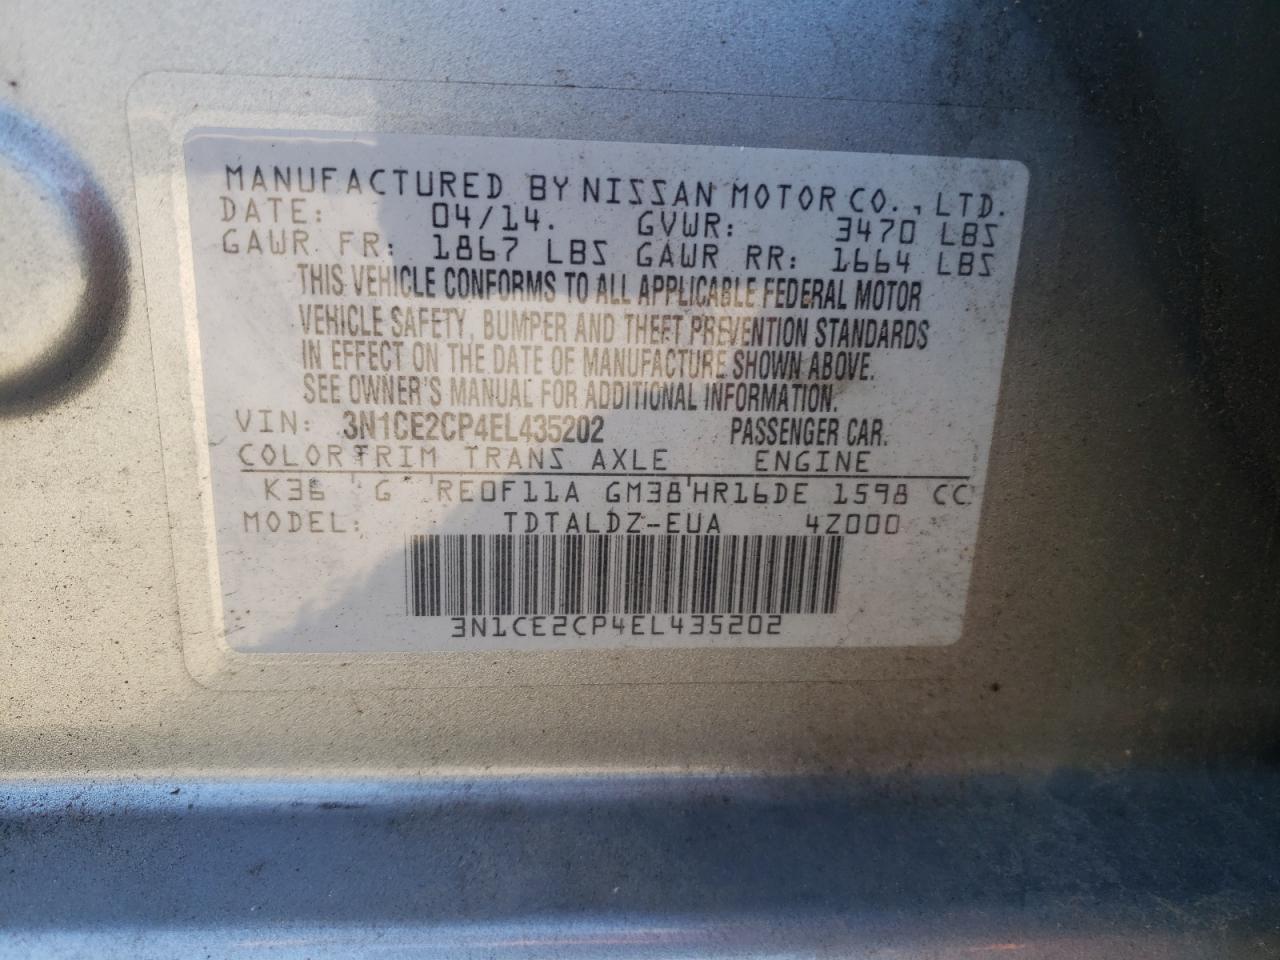 MANUFACTURED BY NISSAN MOTOR CO., LTD.
DATE: 04/14. GVWR: 3470 LBS
GAWR FR: 1867 LBS GAWR RR: 1664 LBS
THIS VEHICLE CONFORMS TO ALL APPLICABLE FEDERAL MOTOR
VEHICLE SAFETY, BUMPER AND THEFT PREVENTION STANDARDS
IN EFFECT ON THE DATE OF MANUFACTURE SHOWN ABOVE.
SEE OWNER'S MANUAL FOR ADDITIONAL INFORMATION.
VIN: 3N1CE2CP4EL435202 PASSENGER CAR.
COLOR TRIM TRANS AXLE ENGINE
K36 G RE0F11A GM38 HR16DE 1598 CC
MODEL: TDTALDZ-EUA 4Z000
3N1CE2CP4EL435202